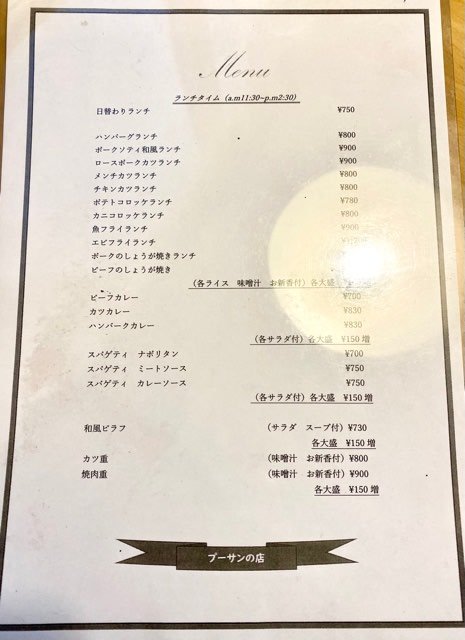 Menu
ランチタイム (a.m11:30~p.m2:30)
日替わりランチ ¥750
ハンバーグランチ ¥800
ポークソティ和風ランチ ¥900
ロースポークカツランチ ¥900
メンチカツランチ ¥800
チキンカツランチ ¥800
ポテトコロッケランチ ¥780
カニコロッケランチ ¥800
魚フライランチ ¥900
エビフライランチ
ポークのしょうが焼きランチ
ビーフのしょうが焼き
(各ライス 味噌汁 お新香付) 各大盛 増
ビーフカレー ¥700
カツカレー ¥830
ハンバークカレー ¥830
(各サラダ付) 各大盛 ¥150 増
スパゲティ ナポリタン ¥700
スパゲティ ミートソース ¥750
スパゲティ カレーソース ¥750
(各サラダ付) 各大盛 ¥150 増
和風ピラフ (サラダ スープ付) ¥730
各大盛 ¥150 増
カツ重 (味噌汁 お新香付) ¥800
焼肉重 (味噌汁 お新香付) ¥900
各大盛 ¥150 増
プーサンの店